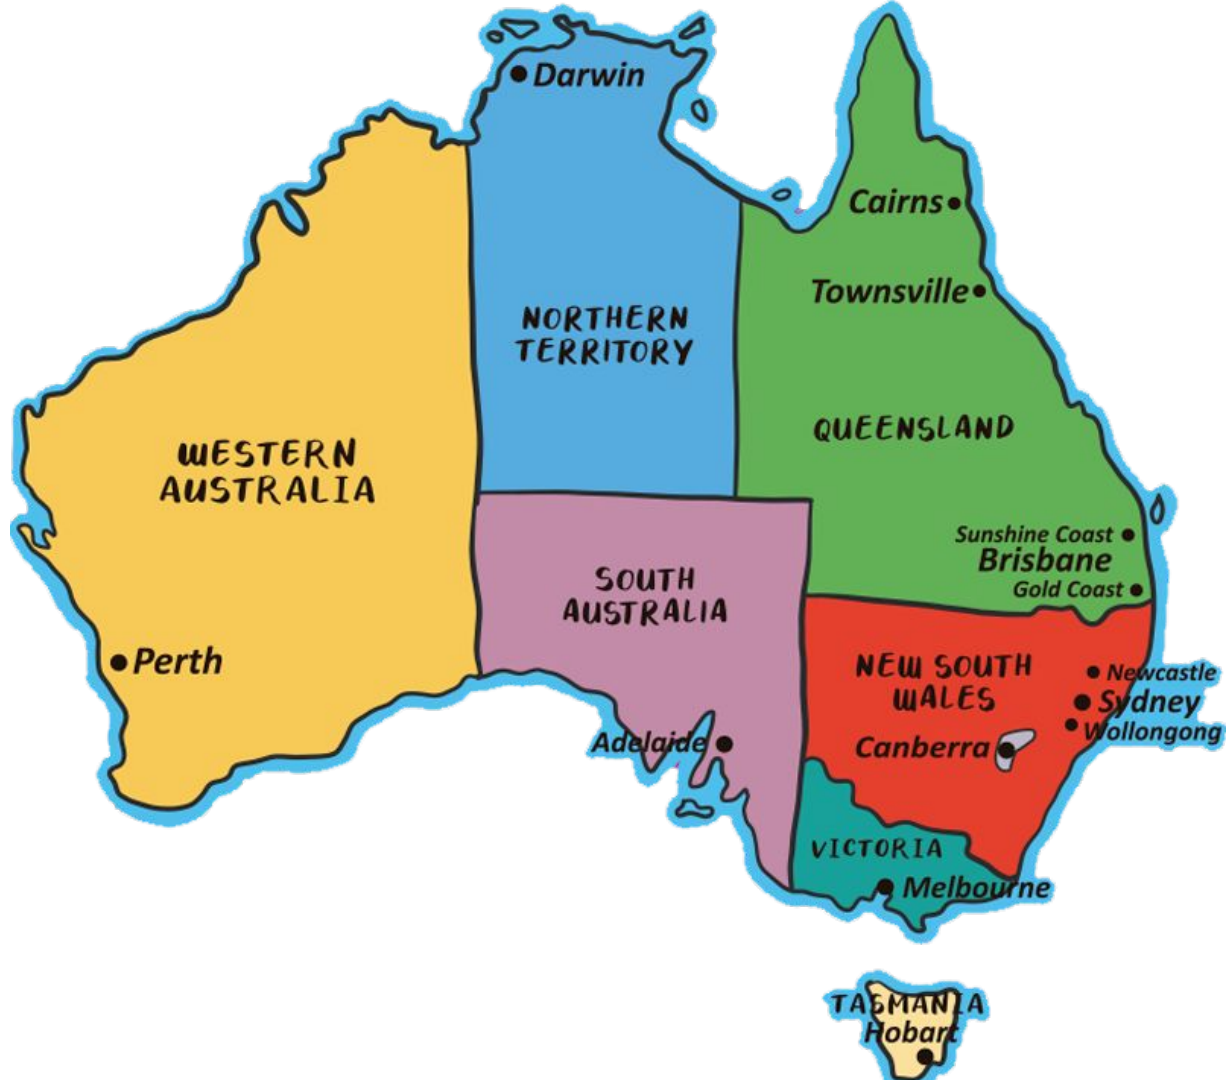 Darwin
Cairns
Townsville
NORTHERN
TERRITORY
QUEENSLAND
WESTERN
AUSTRALIA
Sunshine Coast
Brisbane
Gold Coast
SOUTH
AUSTRALIA
Perth
NEW SOUTH
WALES
Newcastle
Sydney
Wollongong
Adelaide
Canberra
VICTORIA
Melbourne
TASMANIA
Hobart